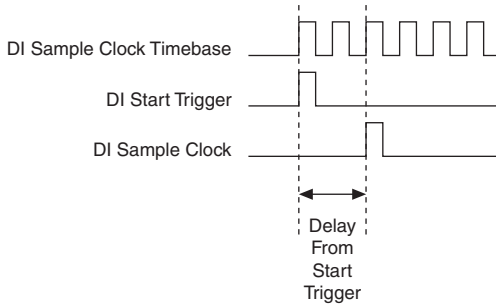 DI Sample Clock Timebase
DI Start Trigger
DI Sample Clock
Delay
From
Start
Trigger